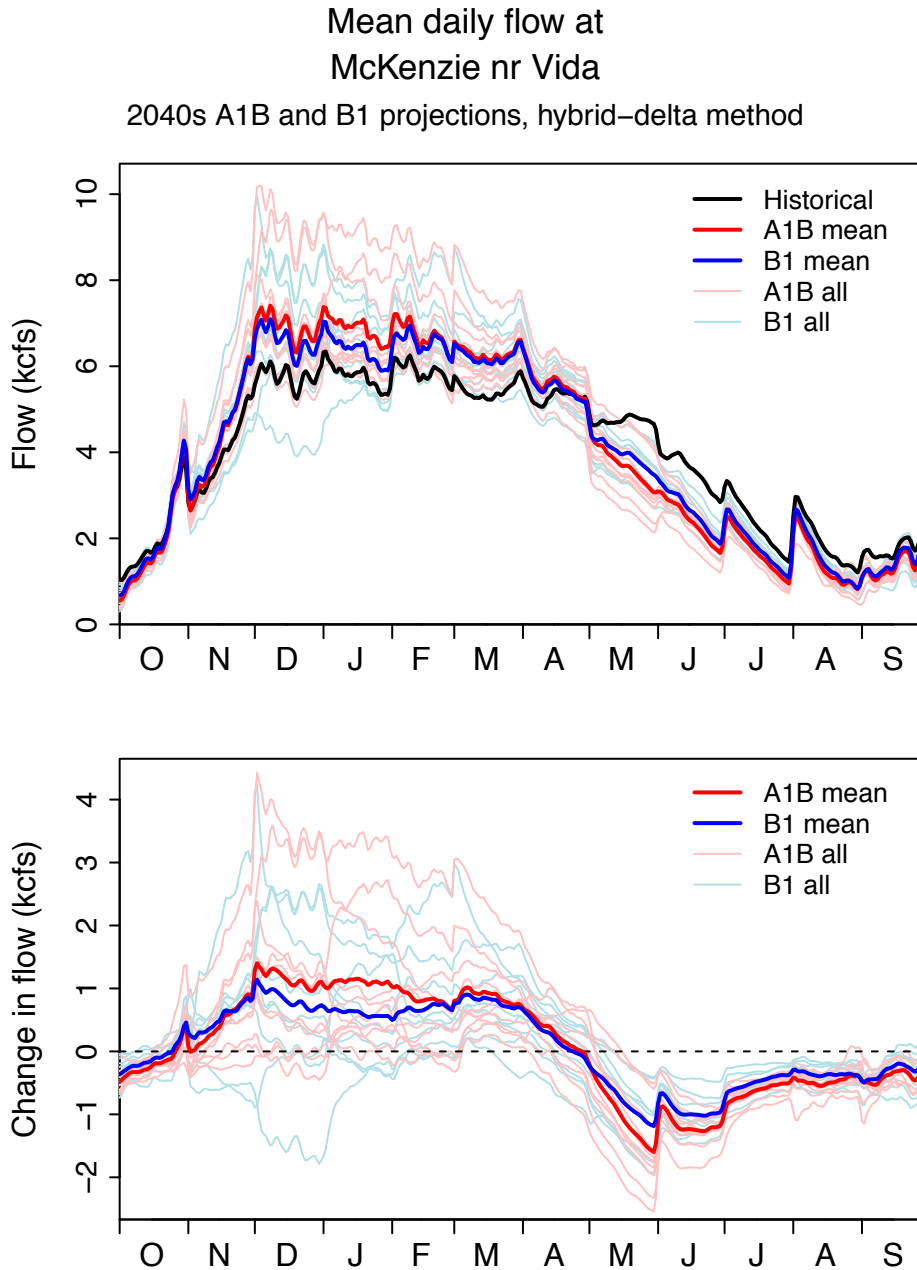 Mean daily flow at
McKenzie nr Vida
2040s A1B and B1 projections, hybrid−delta method
Flow (kcfs)
10
8
6
4
2
0
Historical
A1B mean
B1 mean
A1B all
B1 all
O N D J F M A M J J A S
Change in flow (kcfs)
4
3
2
1
0
−1
−2
A1B mean
B1 mean
A1B all
B1 all
O N D J F M A M J J A S